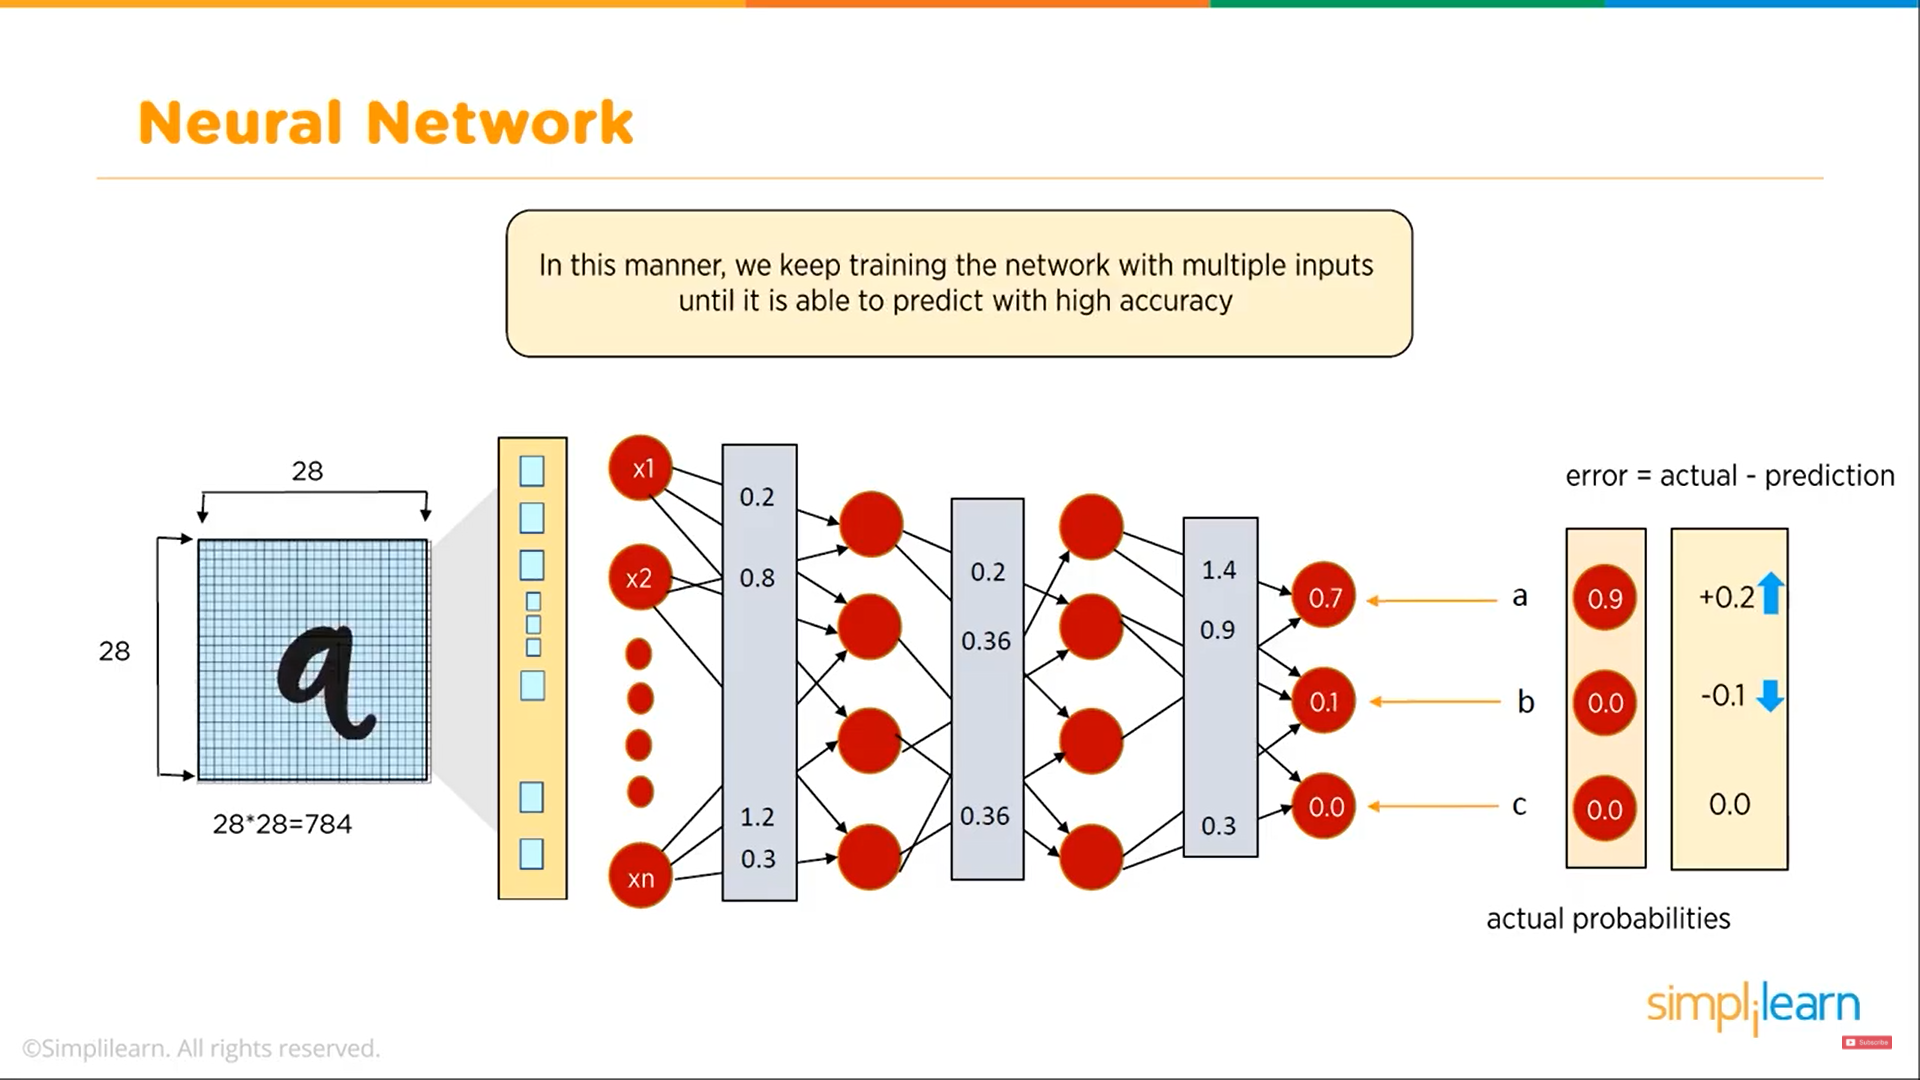 Neural Network
In this manner, we keep training the network with multiple inputs
until it is able to predict with high accuracy
28
28
a
28*28=784
x1
x2
xn
0.2
0.8
1.2
0.3
0.2
0.36
0.36
1.4
0.9
0.3
0.7
0.1
0.0
a
b
c
error = actual - prediction
0.9
0.0
0.0
+0.2
-0.1
0.0
actual probabilities
simplilearn
Subscribe
©Simplilearn. All rights reserved.